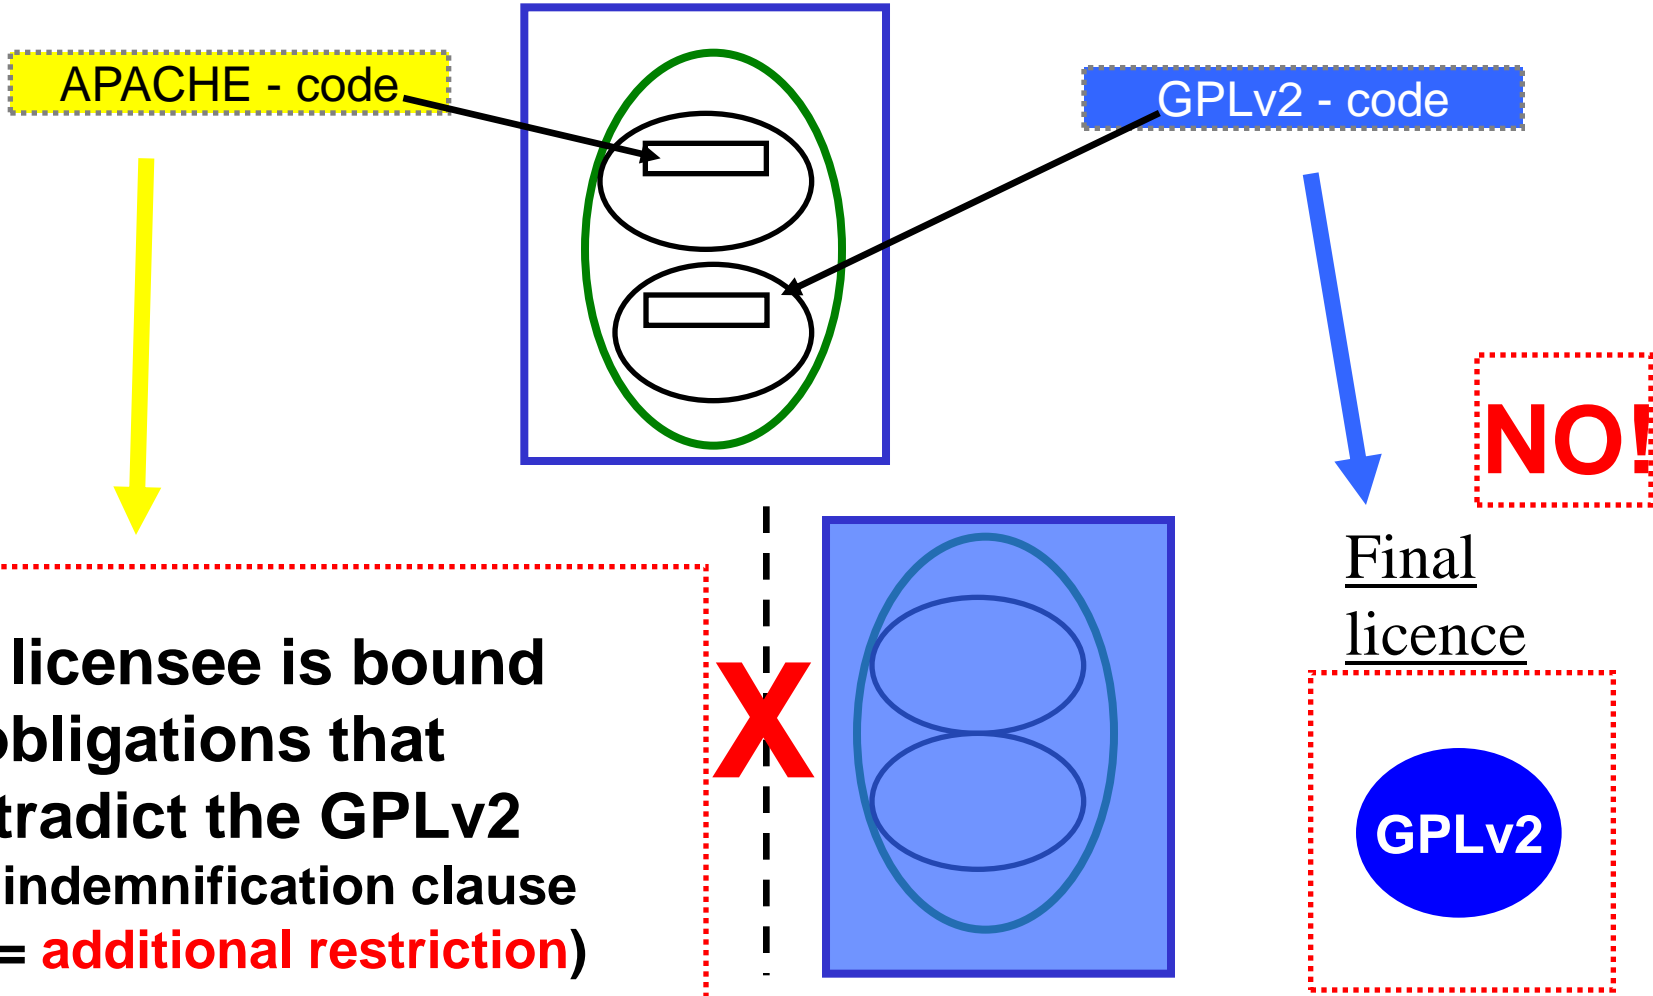 APACHE - code
GPLv2 - code
NO!
Final
licence
licensee is bound
obligations that
tradict the GPLv2
indemnification clause
= additional restriction)
X
GPLv2